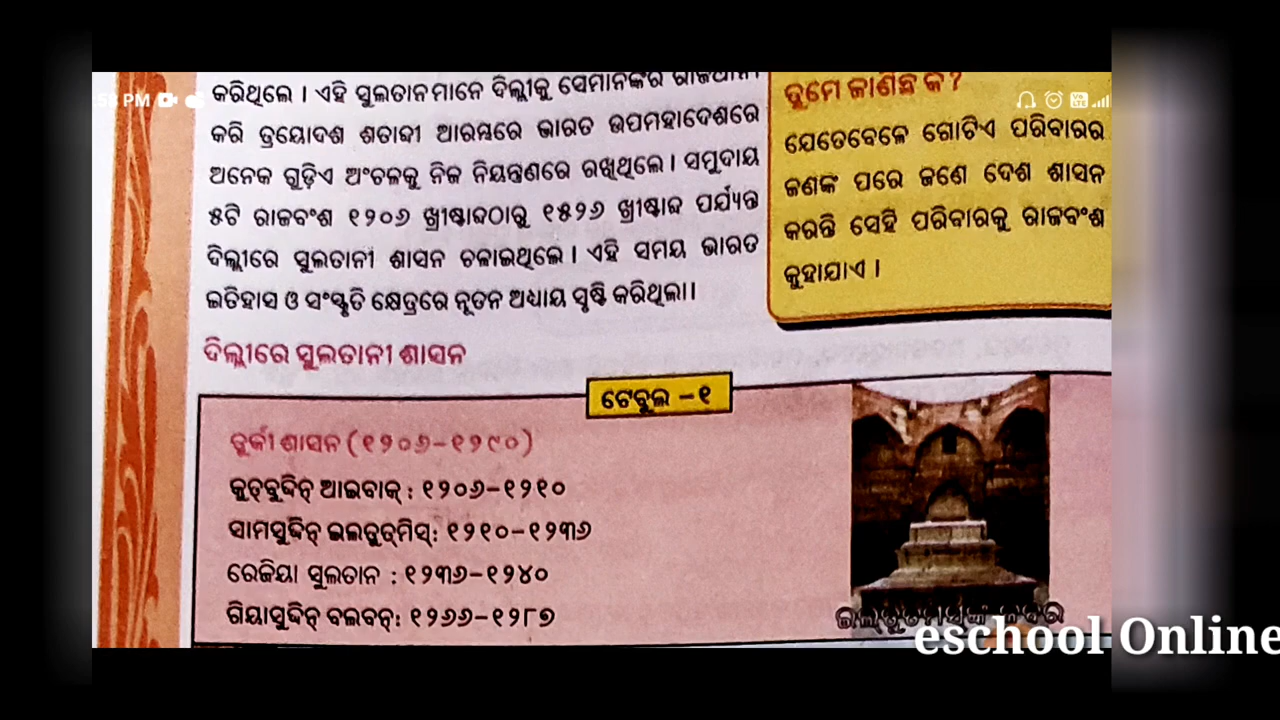 କରିଥିଲେ । ଏହି ସୁଲତାନମାନେ ଦିଲ୍ଲୀକୁ ସେମାନଙ୍କର ରାଜଧାନୀ
କରି ତ୍ରୟୋଦଶ ଶତାବ୍ଦୀ ଆରମ୍ଭରେ ଭାରତ ଉପମହାଦେଶରେ
ଅନେକ ଗୁଡ଼ିଏ ଅଂଚଳକୁ ନିଜ ନିୟନ୍ତ୍ରଣରେ ରଖିଥିଲେ । ସମୁଦାୟ
୫ଟି ରାଜବଂଶ ୧୨୦୬ ଖ୍ରୀଷ୍ଟାବ୍ଦଠାରୁ ୧୫୨୬ ଖ୍ରୀଷ୍ଟାବ୍ଦ ପର୍ଯ୍ୟନ୍ତ
ଦିଲ୍ଲୀରେ ସୁଲତାନୀ ଶାସନ ଚଳାଇଥିଲେ । ଏହି ସମୟ ଭାରତ
ଇତିହାସ ଓ ସଂସ୍କୃତି କ୍ଷେତ୍ରରେ ନୂତନ ଅଧ୍ୟାୟ ସୃଷ୍ଟି କରିଥିଲା।
ତୁମେ ଜାଣିଛ କି ?
ଯେତେବେଳେ ଗୋଟିଏ ପରିବାରର
ଜଣଙ୍କ ପରେ ଜଣେ ଦେଶ ଶାସନ
କରନ୍ତି ସେହି ପରିବାରକୁ ରାଜବଂଶ
କୁହାଯାଏ ।
ଦିଲ୍ଲୀରେ ସୁଲତାନୀ ଶାସନ
ଟେବୁଲ -୧
ତୁର୍କୀ ଶାସନ (୧୨୦୬-୧୨୯୦)
କୁତ୍‌ବୁଦ୍ଦିନ୍ ଆଇବାକ୍ : ୧୨୦୬-୧୨୧୦
ସାମସୁଦ୍ଦିନ୍ ଇଲତୁତ୍‌ମିସ୍: ୧୨୧୦-୧୨୩୬
ରେଜିୟା ସୁଲତାନ : ୧୨୩୬-୧୨୪୦
ଗିୟାସୁଦ୍ଦିନ୍ ବଲବନ୍: ୧୨୬୬-୧୨୮୭
eschool Online
:58 PM